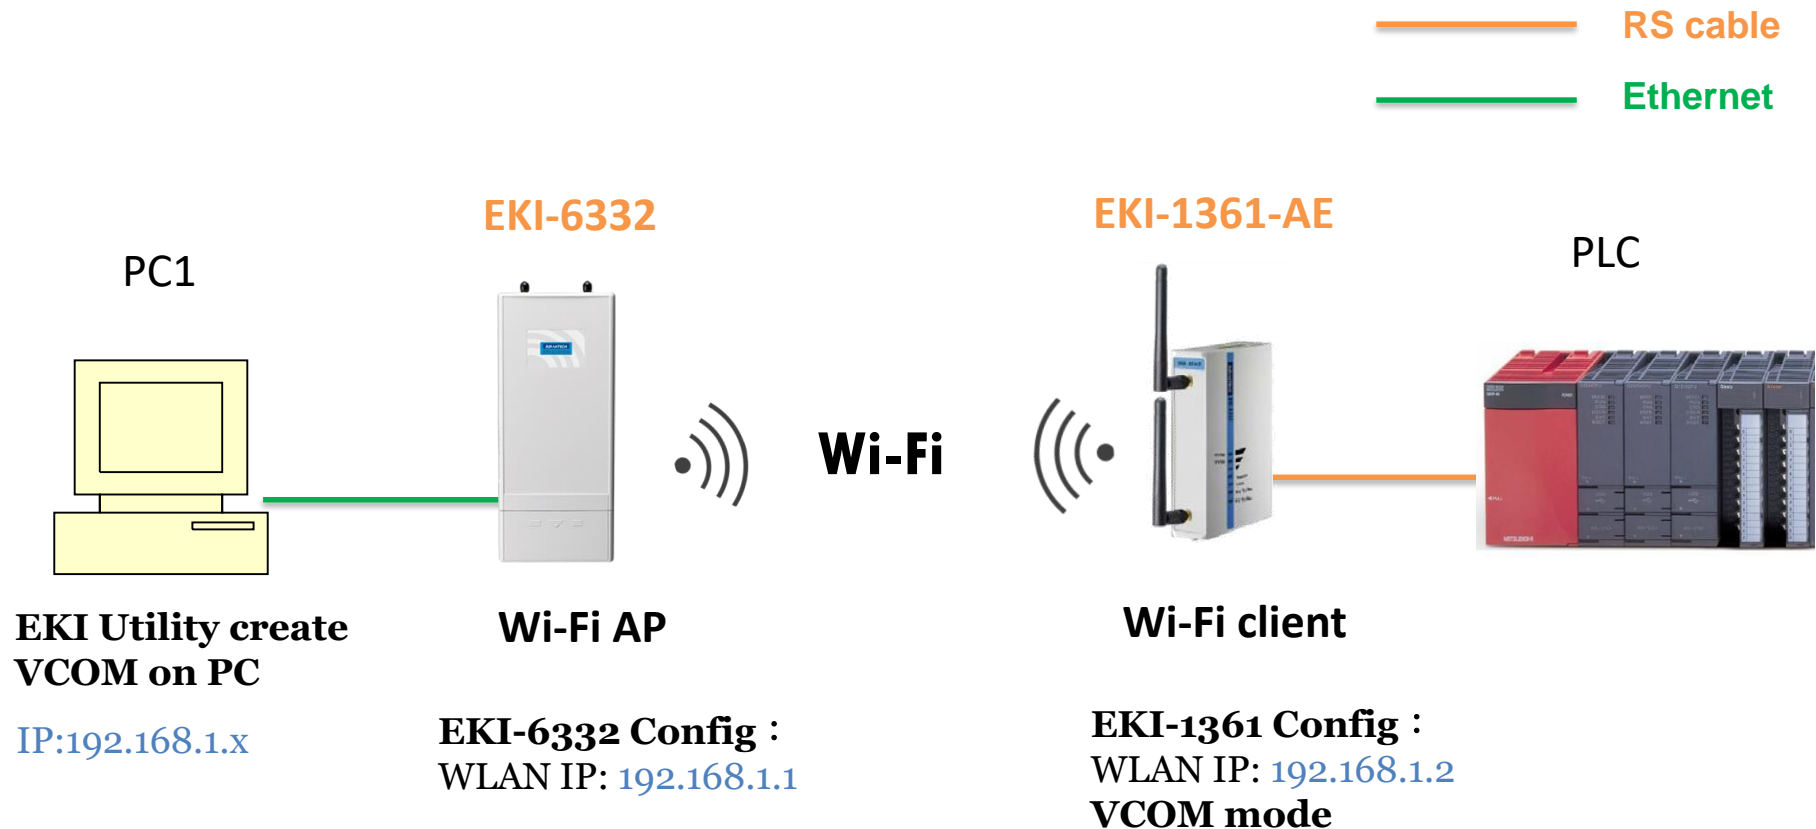 RS cable
Ethernet
EKI-6332
EKI-1361-AE
PC1
PLC
Wi-Fi
EKI Utility create
VCOM on PC
IP:192.168.1.x
Wi-Fi AP
EKI-6332 Config：
WLAN IP: 192.168.1.1
Wi-Fi client
EKI-1361 Config：
WLAN IP: 192.168.1.2
VCOM mode
MITSUBISHI